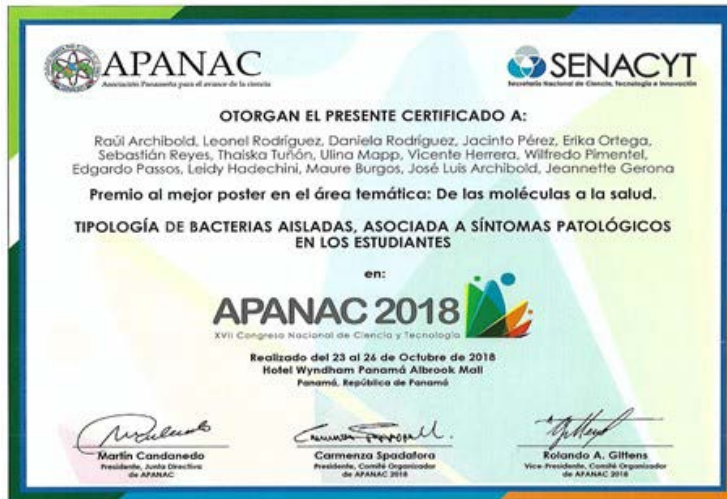 APANAC
Asociación Panameña para el avance de la ciencia
SENACYT
Secretaría Nacional de Ciencia, Tecnología e Innovación
OTORGAN EL PRESENTE CERTIFICADO A:
Raúl Archibold, Leonel Rodríguez, Daniela Rodríguez, Jacinto Pérez, Erika Ortega,
Sebastián Reyes, Thaiska Tuñón, Ulina Mapp, Vicente Herrera, Wilfredo Pimentel,
Edgardo Passos, Leidy Hadechini, Maure Burgos, José Luis Archibold, Jeannette Gerona
Premio al mejor poster en el área temática: De las moléculas a la salud.
TIPOLOGÍA DE BACTERIAS AISLADAS, ASOCIADA A SÍNTOMAS PATOLÓGICOS
EN LOS ESTUDIANTES
en:
APANAC 2018
XVII Congreso Nacional de Ciencia y Tecnología
Realizado del 23 al 26 de Octubre de 2018
Hotel Wyndham Panamá Albrook Mall
Panamá, República de Panamá
Martín Candanedo
Presidente, Junta Directiva
de APANAC
Carmenza Spadafora
Presidente, Comité Organizador
de APANAC 2018
Rolando A. Gittens
Vice-Presidente, Comité Organizador
de APANAC 2018